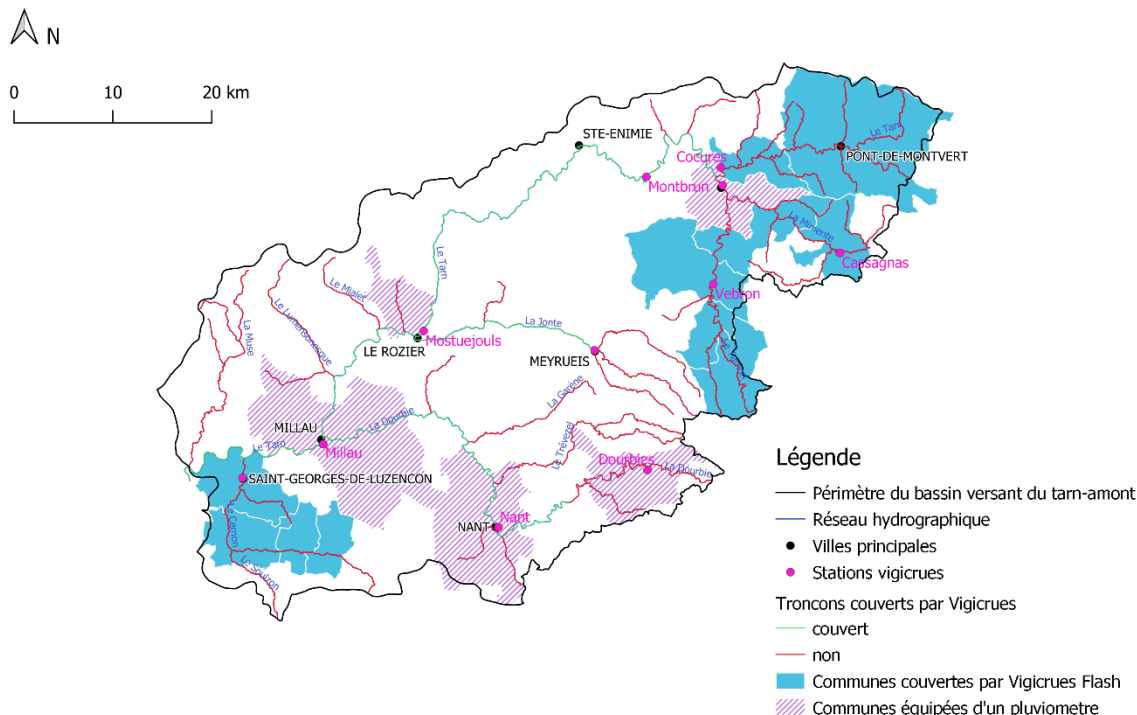 N
0 10 20 km
STE-ENIMIE
Le Tarn
Cocures
PONT-DE-MONTVERT
Montbrun
La Mimente
Cassagnas
Le Tarn
Vebron
Le Mialet
La Muse
Le Lumensonesque
La Jonte
Mostuejouls
LE ROZIER
MEYRUEIS
La Garène
La Dourbie
MILLAU
Millau
Le Tarn
Le Trévezel
Dourbies
La Dourbie
SAINT-GEORGES-DE-LUZENCON
Nant
NANT
Le Cernon
Le Soulzon
Légende
Périmètre du bassin versant du tarn-amont
Réseau hydrographique
Villes principales
Stations vigicrues
Troncons couverts par Vigicrues
couvert
non
Communes couvertes par Vigicrues Flash
Communes équipées d'un pluviometre